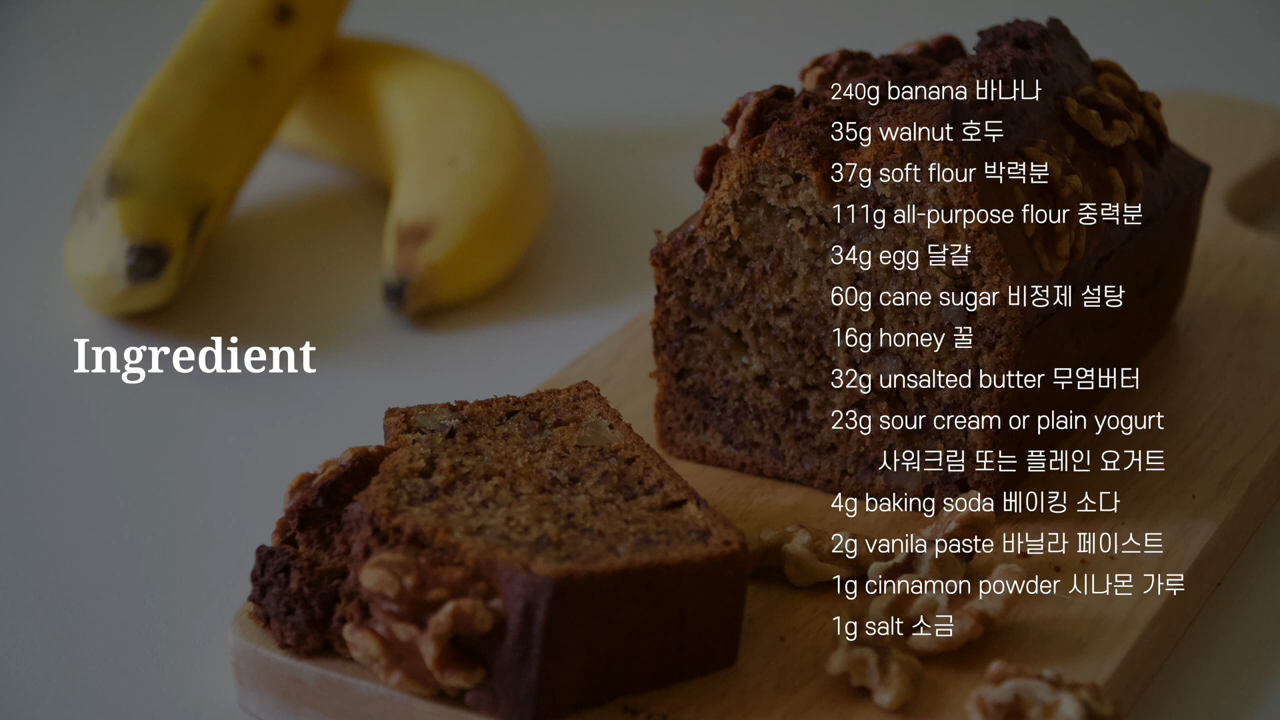 Ingredient
240g banana 바나나
35g walnut 호두
37g soft flour 박력분
111g all-purpose flour 중력분
34g egg 달걀
60g cane sugar 비정제 설탕
16g honey 꿀
32g unsalted butter 무염버터
23g sour cream or plain yogurt
사워크림 또는 플레인 요거트
4g baking soda 베이킹 소다
2g vanila paste 바닐라 페이스트
1g cinnamon powder 시나몬 가루
1g salt 소금